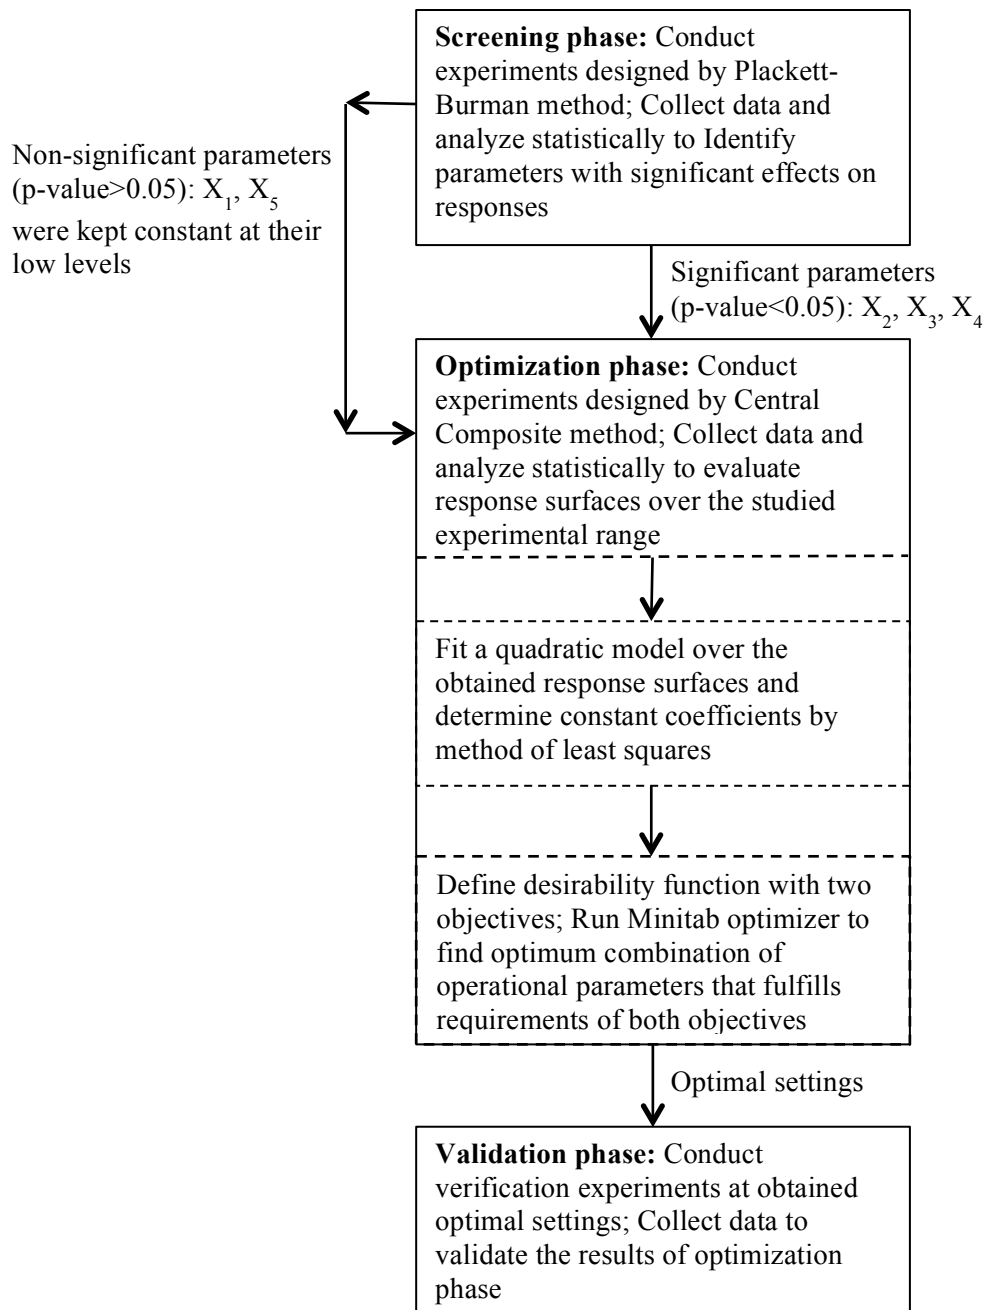 Screening phase: Conduct
experiments designed by Plackett-
Burman method; Collect data and
analyze statistically to Identify
parameters with significant effects on
responses
Non-significant parameters
(p-value>0.05): X₁, X₅
were kept constant at their
low levels
Significant parameters
(p-value<0.05): X₂, X₃, X₄
Optimization phase: Conduct
experiments designed by Central
Composite method; Collect data and
analyze statistically to evaluate
response surfaces over the studied
experimental range
Fit a quadratic model over the
obtained response surfaces and
determine constant coefficients by
method of least squares
Define desirability function with two
objectives; Run Minitab optimizer to
find optimum combination of
operational parameters that fulfills
requirements of both objectives
Optimal settings
Validation phase: Conduct
verification experiments at obtained
optimal settings; Collect data to
validate the results of optimization
phase